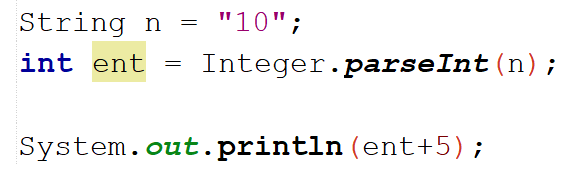 String n = "10";
int ent = Integer.parseInt(n);
System.out.println(ent+5);